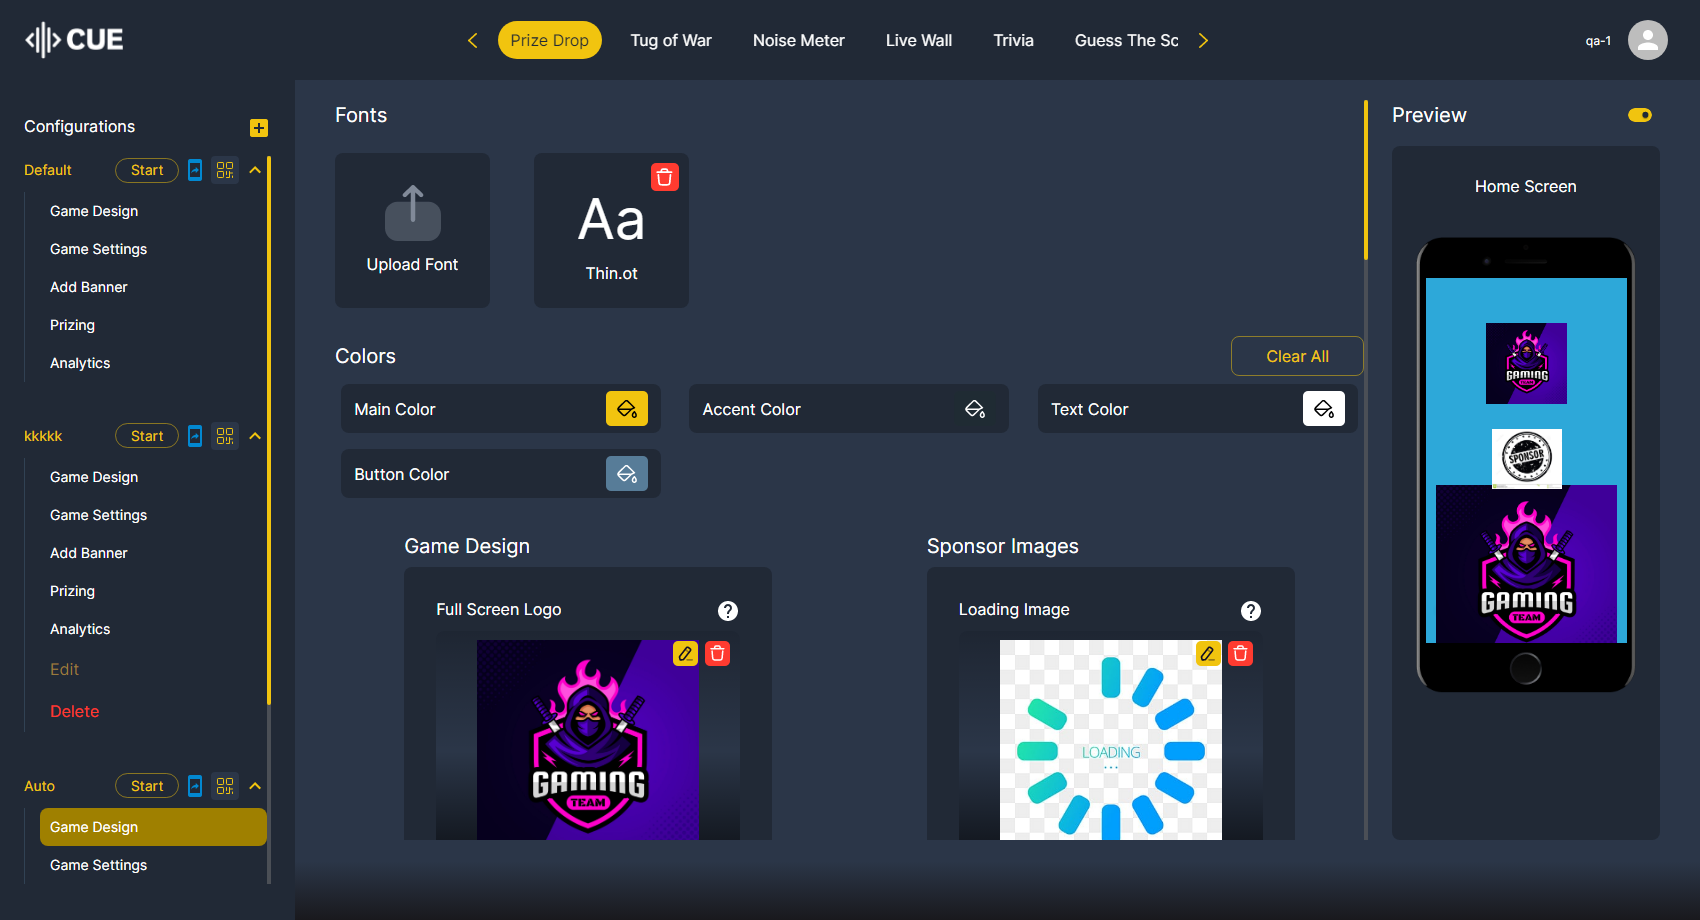 CUE
Prize Drop
Tug of War
Noise Meter
Live Wall
Trivia
Guess The Sc
qa-1
Configurations
Default
Start
Game Design
Game Settings
Add Banner
Prizing
Analytics
kkkkk
Start
Game Design
Game Settings
Add Banner
Prizing
Analytics
Edit
Delete
Auto
Start
Game Design
Game Settings
Fonts
Upload Font
Aa
Thin.ot
Colors
Clear All
Main Color
Accent Color
Text Color
Button Color
Game Design
Full Screen Logo
?
GAMING
TEAM
Sponsor Images
Loading Image
?
LOADING
...
Preview
Home Screen
GAMING
TEAM
SPONSOR
GAMING
TEAM